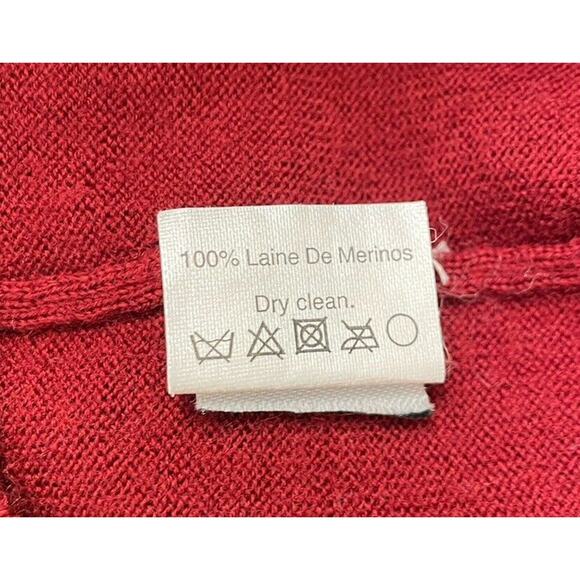 100% Laine De Merinos
Dry clean.